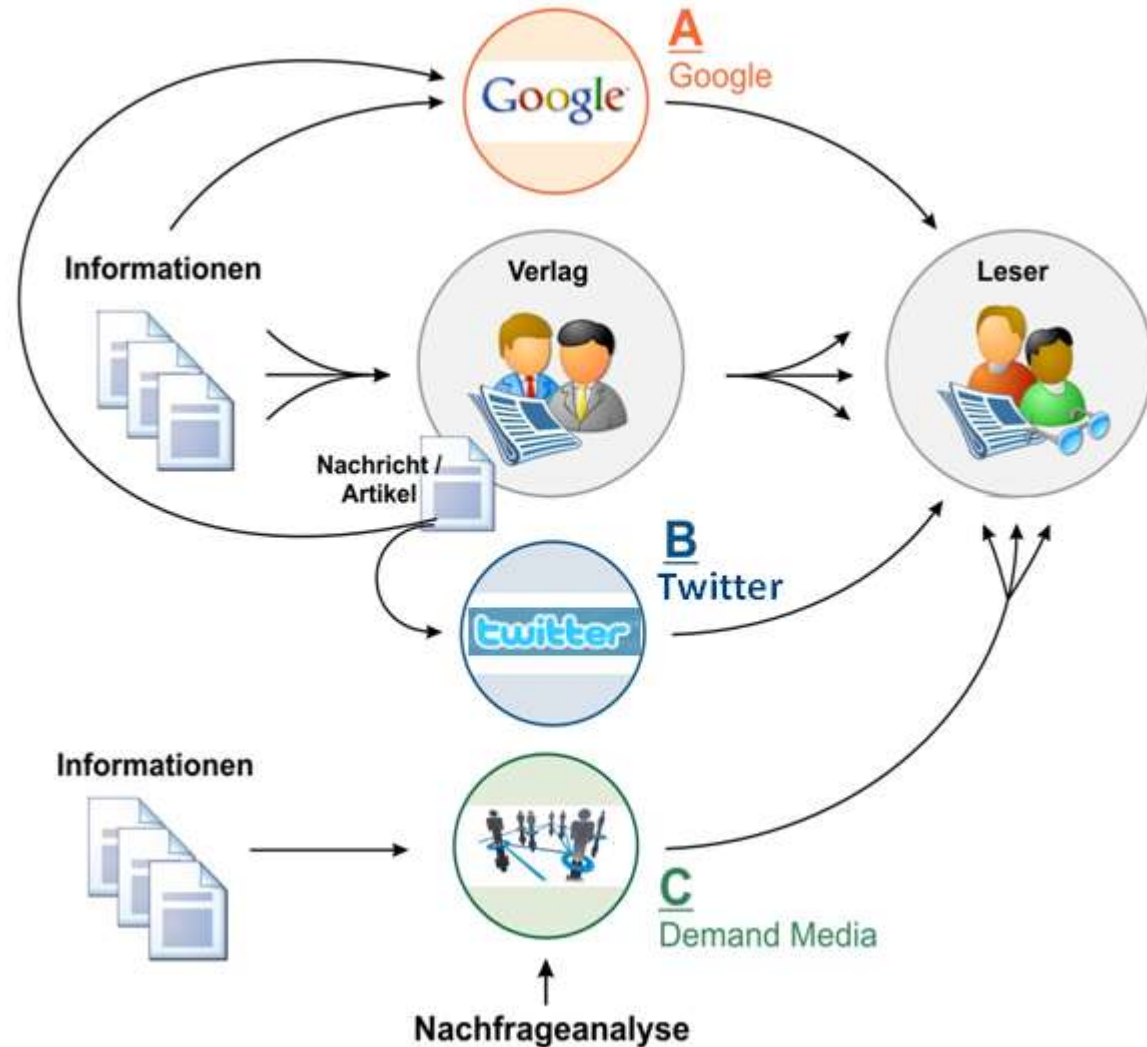 A
Google
Google
Informationen
Verlag
Leser
Nachricht /
Artikel
B
Twitter
twitter
Informationen
C
Demand Media
Nachfrageanalyse